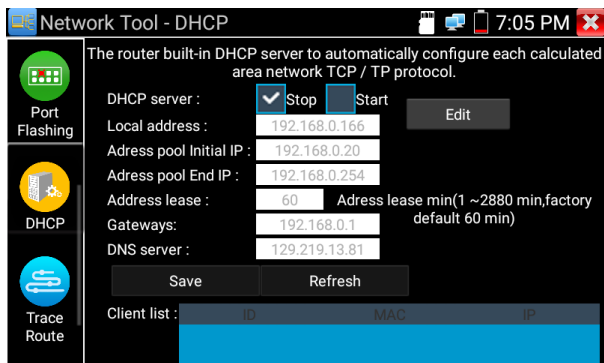 Network Tool - DHCP
7:05 PM
The router built-in DHCP server to automatically configure each calculated
area network TCP / TP protocol.
Port
Flashing
DHCP
Trace
Route
DHCP server :
Stop
Start
Edit
Local address :
192.168.0.166
Adress pool Initial IP :
192.168.0.20
Adress pool End IP :
192.168.0.254
Address lease :
60
Adress lease min(1 ~2880 min,factory
default 60 min)
Gateways:
192.168.0.1
DNS server :
129.219.13.81
Save
Refresh
Client list :
ID
MAC
IP